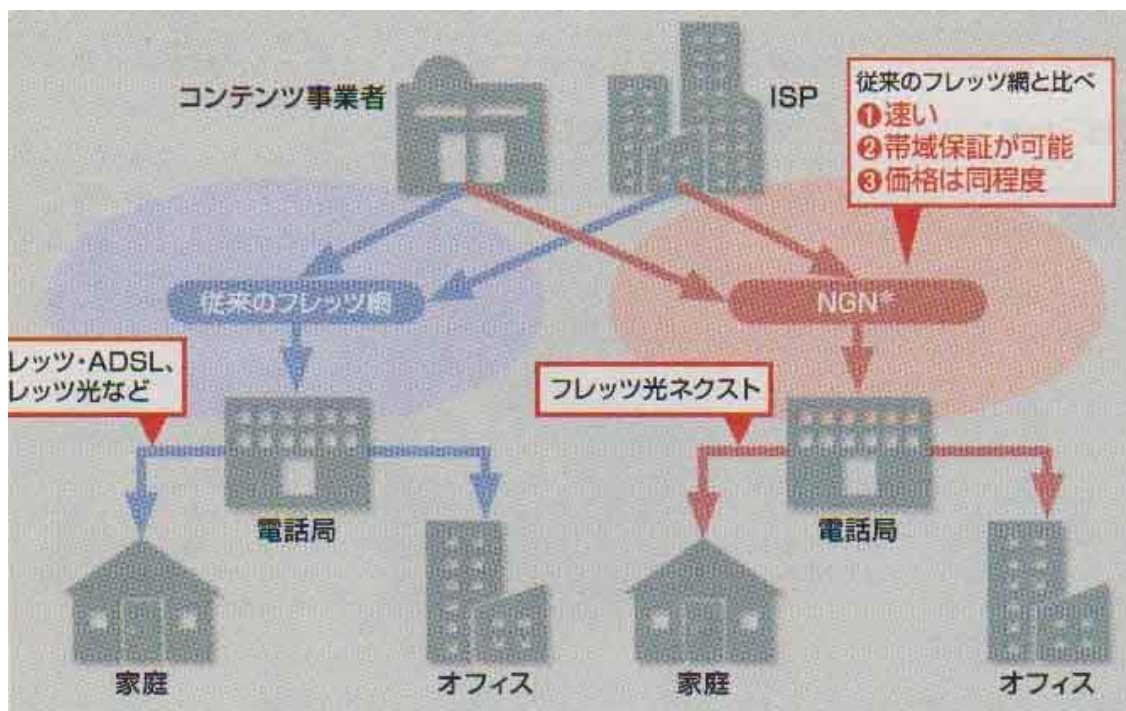 コンテンツ事業者
ISP
従来のフレッツ網と比べ
❶速い
❷帯域保証が可能
❸価格は同程度
従来のフレッツ網
NGN*
レッツ・ADSL、
レッツ光など
フレッツ光ネクスト
電話局
電話局
家庭
オフィス
家庭
オフィス